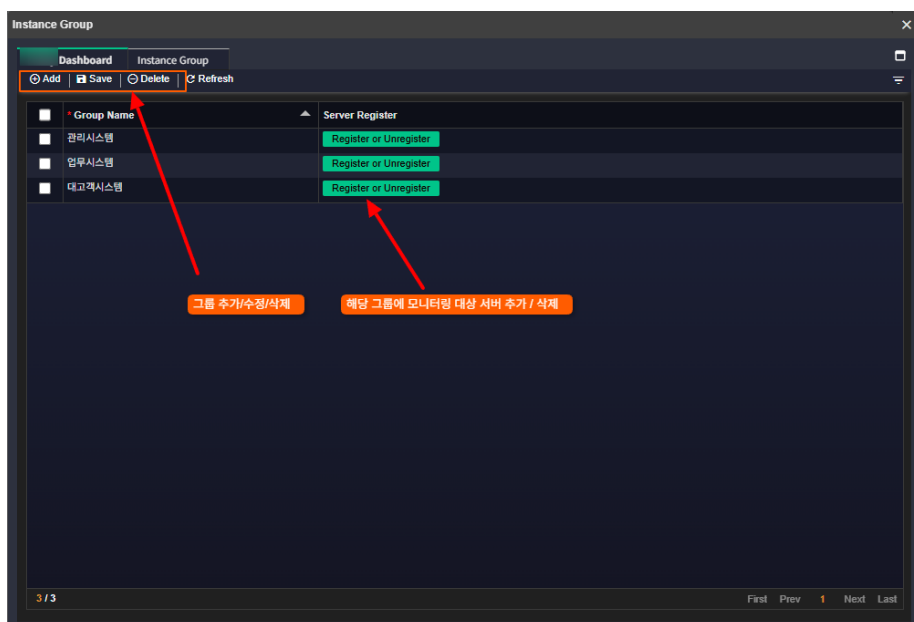 Instance Group
Dashboard Instance Group
Add Save Delete Refresh
* Group Name Server Register
관리시스템 Register or Unregister
업무시스템 Register or Unregister
대고객시스템 Register or Unregister
그룹 추가/수정/삭제 해당 그룹에 모니터링 대상 서버 추가 / 삭제
3 / 3 First Prev 1 Next Last